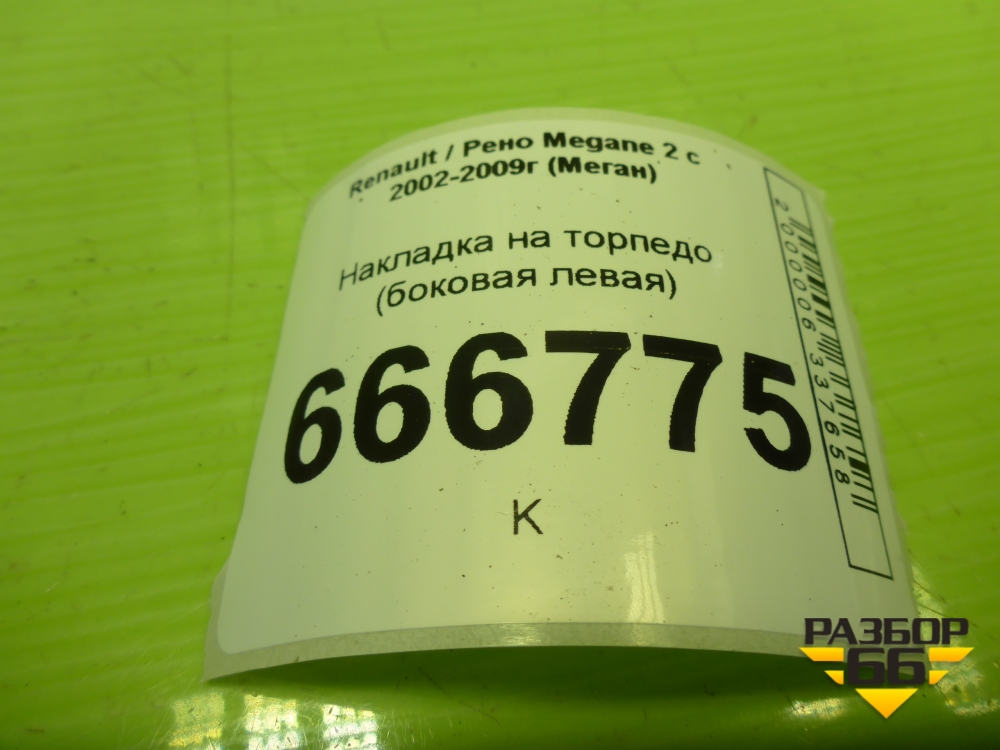 Renault / Рено Megane 2 с
2002-2009г (Меган)
Накладка на торпедо
(боковая левая)
666775
К
2000006337658
РАЗБОР
66